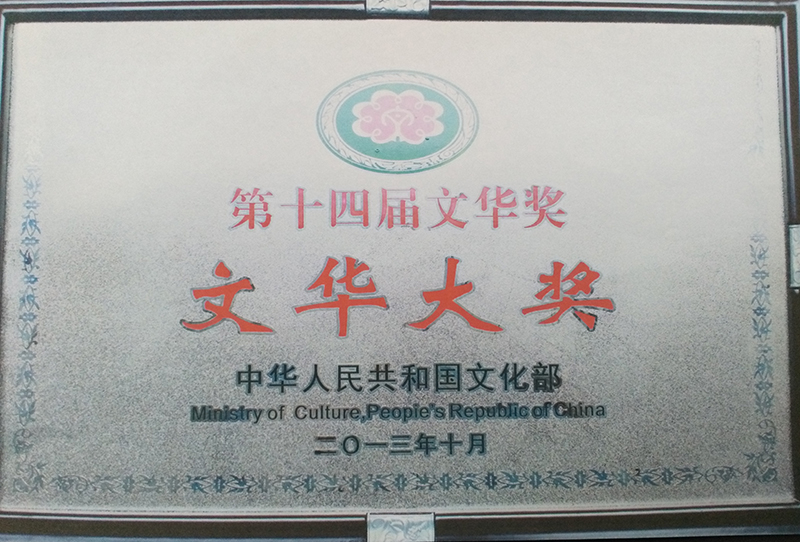 第十四届文华奖
文华大奖
中华人民共和国文化部
Ministry of Culture,People's Republic of China
二〇一三年十月